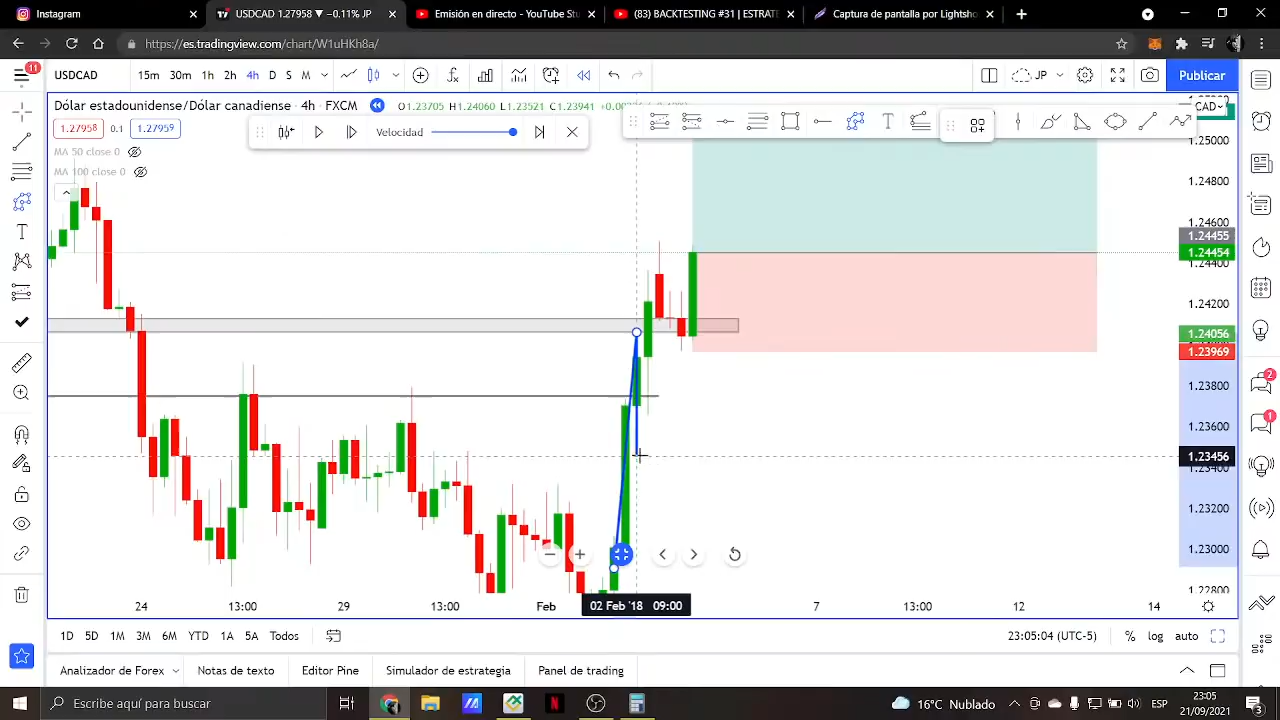 Instagram
USDCAD 1.27958 ▼ −0.11% JP
Emisión en directo - YouTube Stu
(83) BACKTESTING #31 | ESTRATE
Captura de pantalla por Lightsho
https://es.tradingview.com/chart/W1uHKh8a/
11
USDCAD
15m 30m 1h 2h 4h D S M
JP
Publicar
Dólar estadounidense/Dólar canadiense · 4h · FXCM
O1.23705 H1.24060 L1.23521 C1.23941
CAD
1.27958 0.1 1.27959
Velocidad
MA 50 close 0
MA 100 close 0
1.25000
1.24800
1.24600
1.24455
1.24454
1.24400
1.24200
1.24056
1.23969
1.23800
1.23600
1.23456
1.23400
1.23200
1.23000
1.22800
2
1
24 13:00 29 13:00 Feb 02 Feb '18 09:00 7 13:00 12 14
1D 5D 1M 3M 6M YTD 1A 5A Todos
23:05:04 (UTC-5) % log auto
Analizador de Forex Notas de texto Editor Pine Simulador de estrategia Panel de trading
Escribe aquí para buscar
16°C Nublado
ESP
23:05
21/09/2021